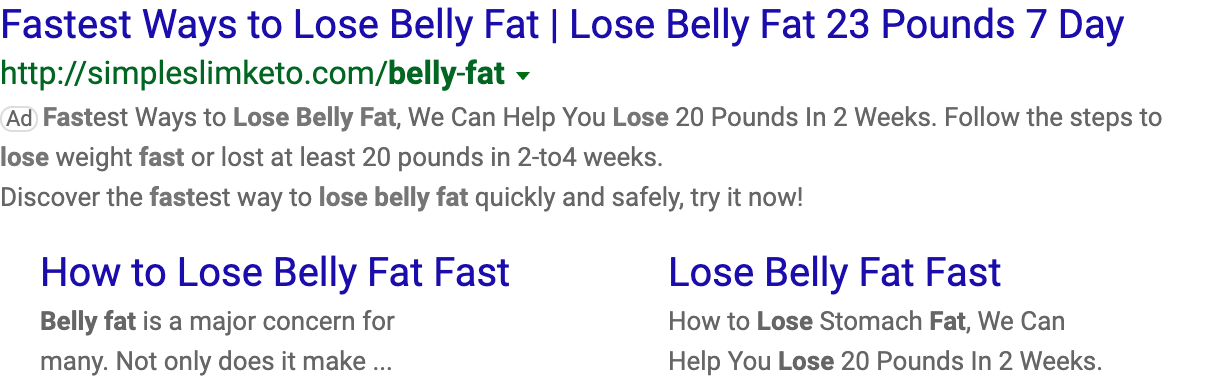 Fastest Ways to Lose Belly Fat | Lose Belly Fat 23 Pounds 7 Day
http://simpleslimketo.com/belly-fat
Ad Fastest Ways to Lose Belly Fat, We Can Help You Lose 20 Pounds In 2 Weeks. Follow the steps to
lose weight fast or lost at least 20 pounds in 2-to4 weeks.
Discover the fastest way to lose belly fat quickly and safely, try it now!
How to Lose Belly Fat Fast
Belly fat is a major concern for
many. Not only does it make ...
Lose Belly Fat Fast
How to Lose Stomach Fat, We Can
Help You Lose 20 Pounds In 2 Weeks.